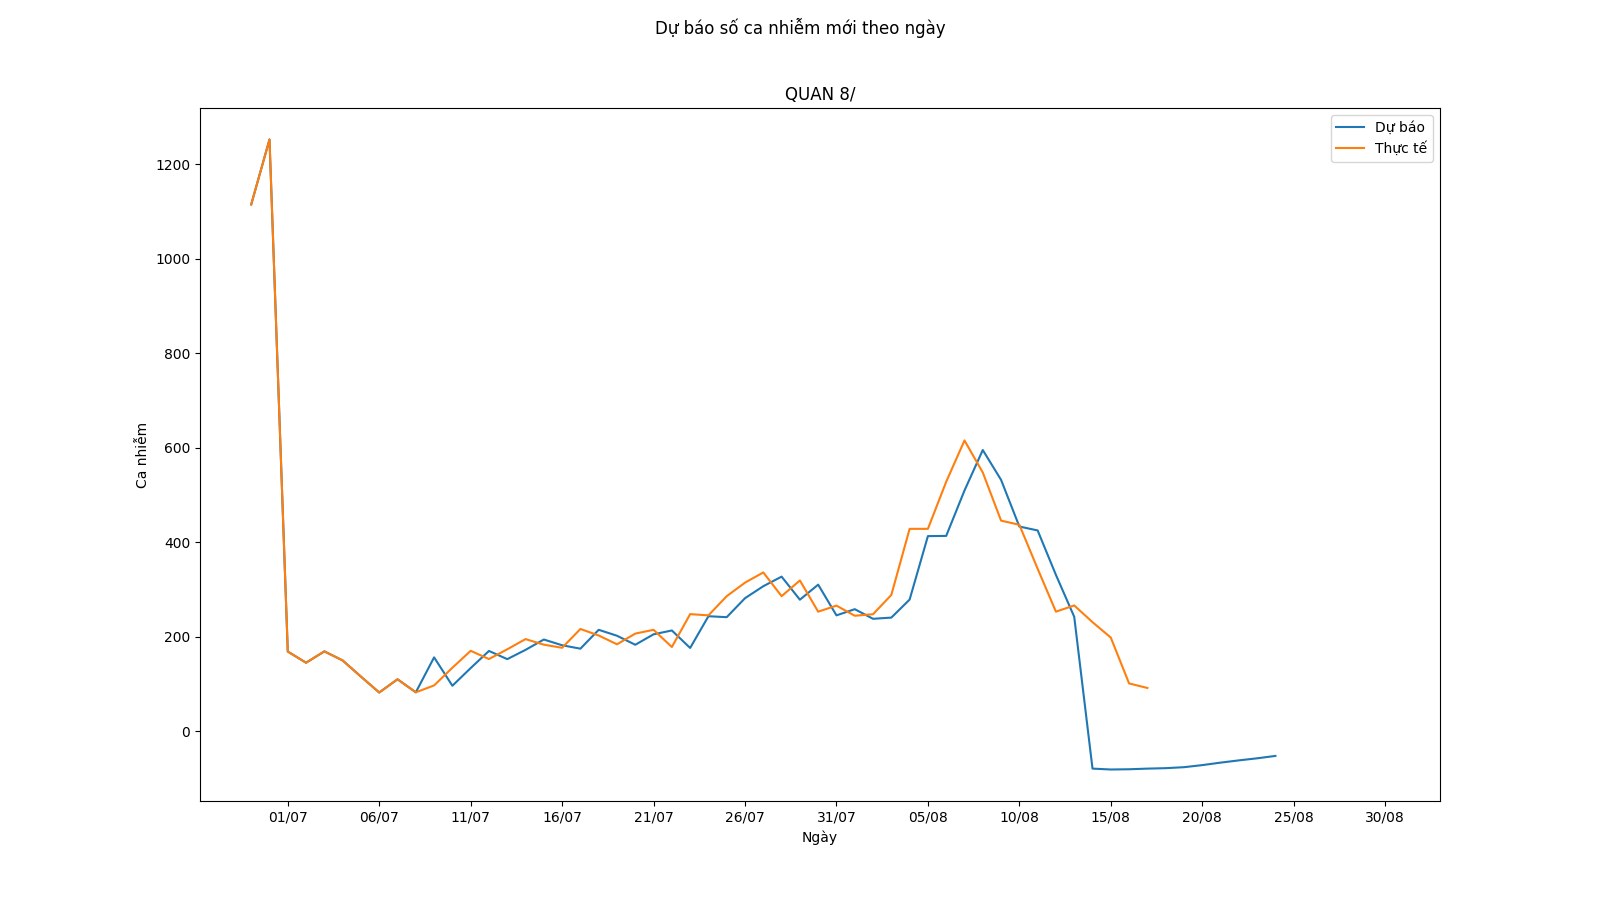 Dự báo số ca nhiễm mới theo ngày
QUAN 8/
Dự báo
Thực tế
1200
1000
800
600
400
200
0
Ca nhiễm
01/07 06/07 11/07 16/07 21/07 26/07 31/07 05/08 10/08 15/08 20/08 25/08 30/08
Ngày